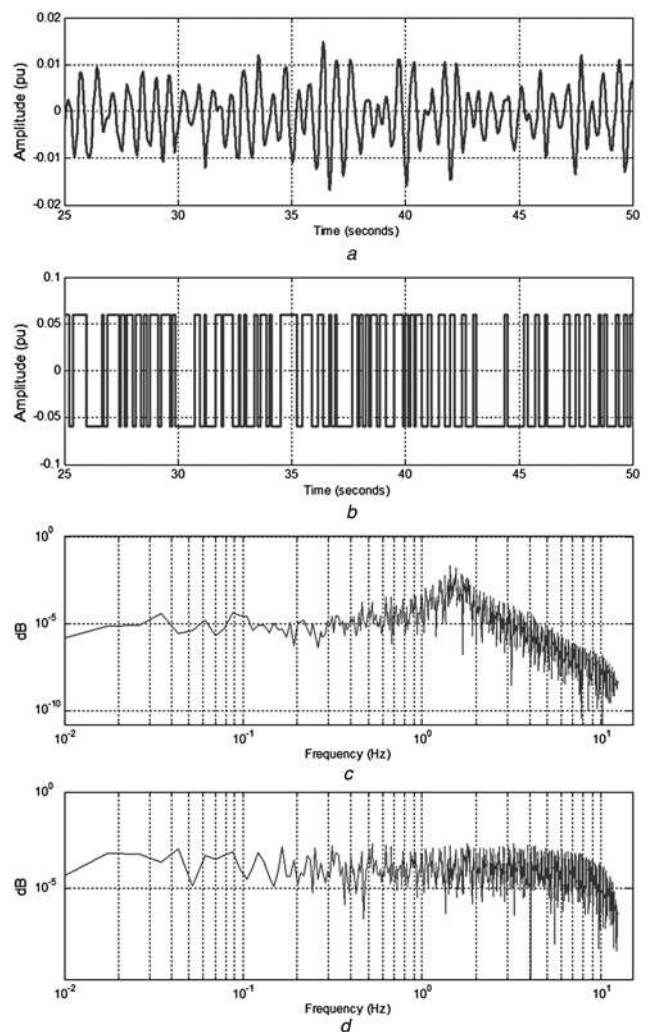 0.02
0.01
0
-0.01
-0.02
Amplitude (pu)
25 30 35 40 45 50
Time (seconds)
a
0.1
0.05
0
-0.05
-0.1
Amplitude (pu)
25 30 35 40 45 50
Time (seconds)
b
10^0
10^-5
10^-10
dB
10^-2 10^-1 10^0 10^1
Frequency (Hz)
c
10^0
10^-5
dB
10^-2 10^-1 10^0 10^1
Frequency (Hz)
d